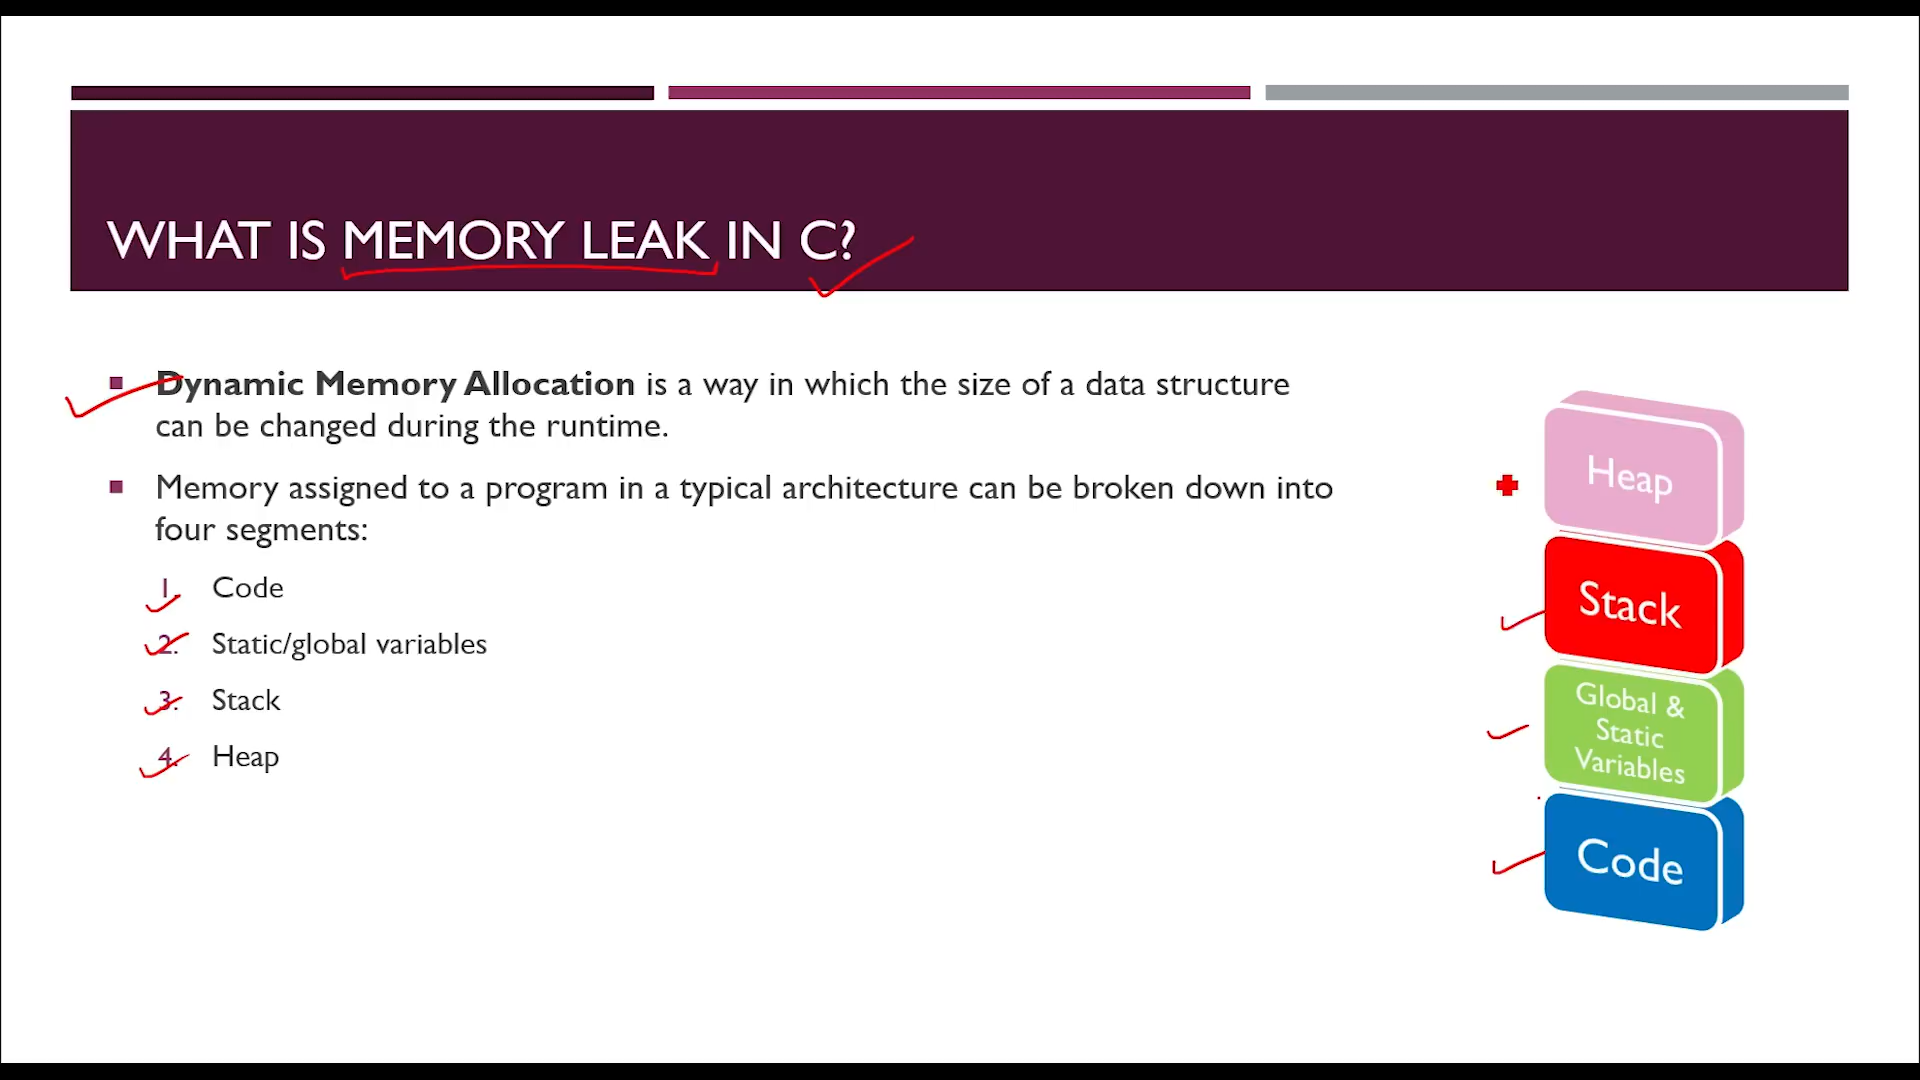 WHAT IS MEMORY LEAK IN C?
Dynamic Memory Allocation is a way in which the size of a data structure
can be changed during the runtime.
Memory assigned to a program in a typical architecture can be broken down into
four segments:
1. Code
2. Static/global variables
3. Stack
4. Heap
Heap
Stack
Global &
Static
Variables
Code